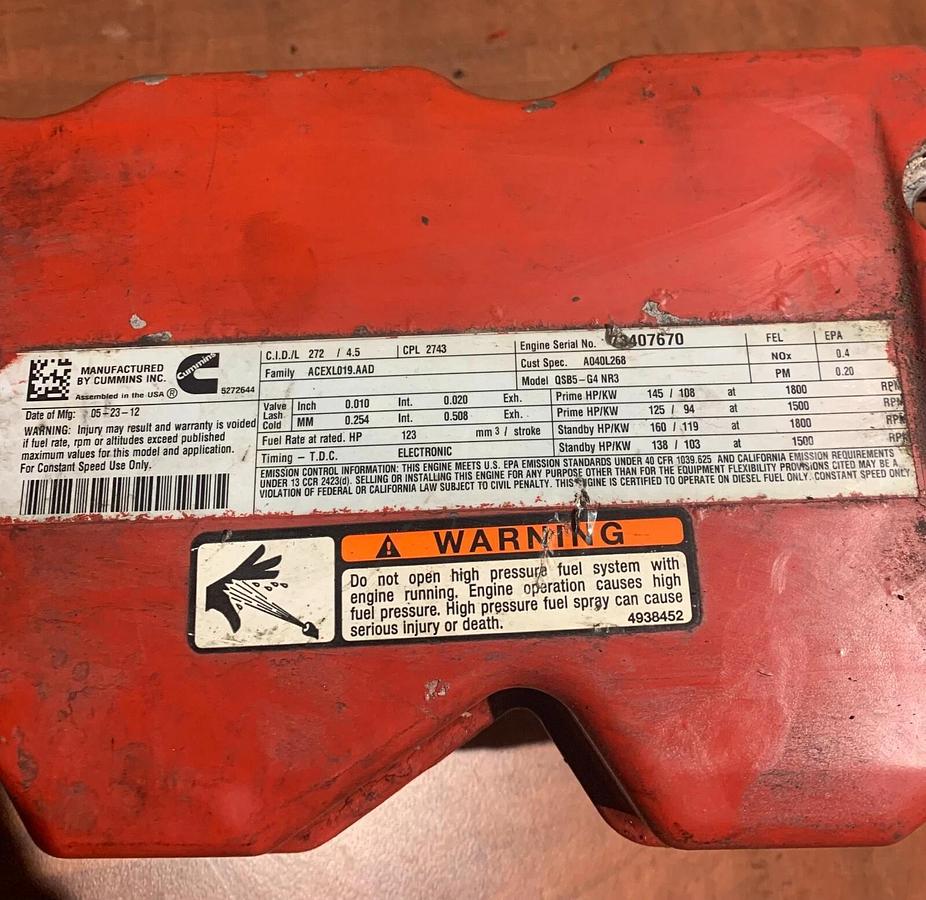 MANUFACTURED
BY CUMMINS INC.
Cummins
Assembled in the USA ®
5272644
Date of Mfg: 05-23-12
WARNING: Injury may result and warranty is voided
if fuel rate, rpm or altitudes exceed published
maximum values for this model and application.
For Constant Speed Use Only.
C.I.D./L 272 / 4.5 CPL 2743
Family ACEXL019.AAD
Engine Serial No. 73407670
Cust Spec. A040L268
Model QSB5-G4 NR3
FEL EPA
NOx 0.4
PM 0.20
Valve Lash Cold
Inch 0.010 Int. 0.020 Exh.
MM 0.254 Int. 0.508 Exh.
Fuel Rate at rated. HP 123 mm³ / stroke
Timing - T.D.C. ELECTRONIC
Prime HP/KW 145 / 108 at 1800 RPM
Prime HP/KW 125 / 94 at 1500 RPM
Standby HP/KW 160 / 119 at 1800 RPM
Standby HP/KW 138 / 103 at 1500 RPM
EMISSION CONTROL INFORMATION: THIS ENGINE MEETS U.S. EPA EMISSION STANDARDS UNDER 40 CFR 1039.625 AND CALIFORNIA EMISSION REQUIREMENTS
UNDER 13 CCR 2423(d). SELLING OR INSTALLING THIS ENGINE FOR ANY PURPOSE OTHER THAN FOR THE EQUIPMENT FLEXIBILITY PROVISIONS CITED MAY BE A
VIOLATION OF FEDERAL OR CALIFORNIA LAW SUBJECT TO CIVIL PENALTY. THIS ENGINE IS CERTIFIED TO OPERATE ON DIESEL FUEL ONLY. CONSTANT SPEED ONLY.
WARNING
Do not open high pressure fuel system with
engine running. Engine operation causes high
fuel pressure. High pressure fuel spray can cause
serious injury or death.
4938452